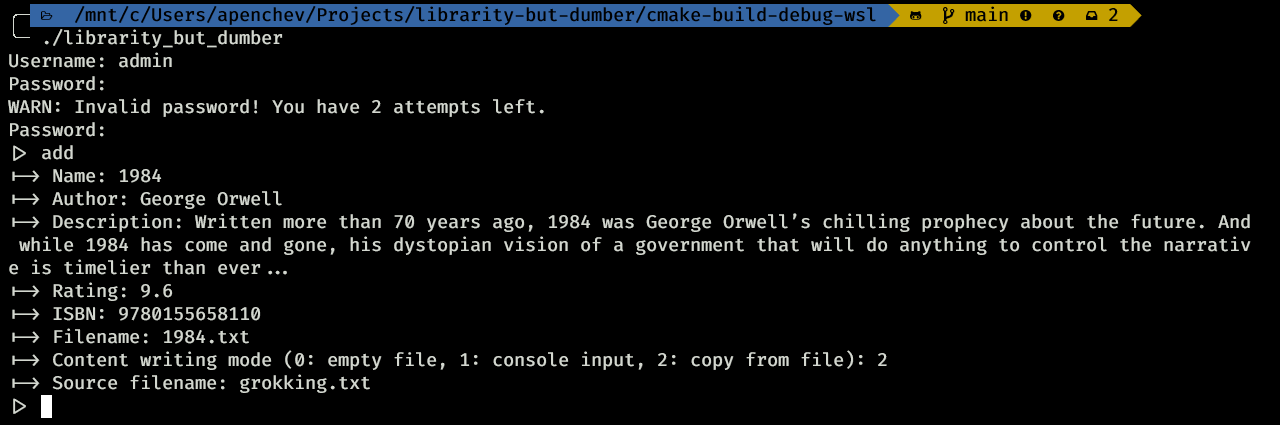 /mnt/c/Users/apenchev/Projects/librarity-but-dumber/cmake-build-debug-wsl main 2
./librarity_but_dumber
Username: admin
Password:
WARN: Invalid password! You have 2 attempts left.
Password:
▷ add
↦ Name: 1984
↦ Author: George Orwell
↦ Description: Written more than 70 years ago, 1984 was George Orwell’s chilling prophecy about the future. And
while 1984 has come and gone, his dystopian vision of a government that will do anything to control the narrativ
e is timelier than ever...
↦ Rating: 9.6
↦ ISBN: 9780155658110
↦ Filename: 1984.txt
↦ Content writing mode (0: empty file, 1: console input, 2: copy from file): 2
↦ Source filename: grokking.txt
▷